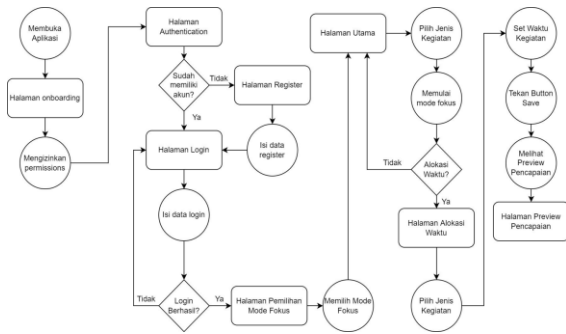 Membuka
Aplikasi
Halaman onboarding
Mengizinkan
permissions
Halaman
Authentication
Sudah
memiliki
akun?
Tidak
Halaman Register
Ya
Halaman Login
Isi data
register
Isi data login
Tidak
Login
Berhasil?
Ya
Halaman Pemilihan
Mode Fokus
Memilih Mode
Fokus
Halaman Utama
Pilih Jenis
Kegiatan
Memulai
mode fokus
Tidak
Alokasi
Waktu?
Ya
Halaman Alokasi
Waktu
Pilih Jenis
Kegiatan
Set Waktu
Kegiatan
Tekan Button
Save
Melihat
Preview
Pencapaian
Halaman Preview
Pencapaian